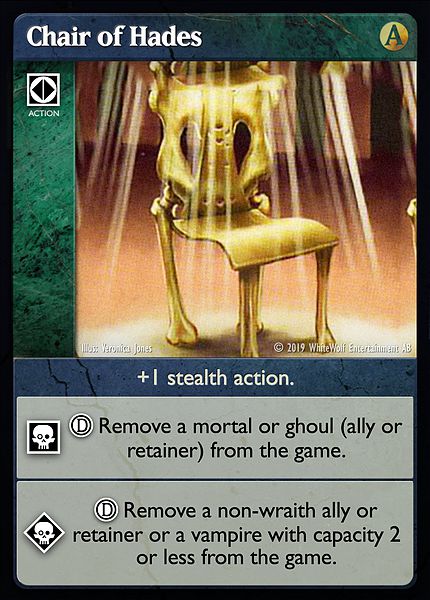 Chair of Hades
A
ACTION
Illus: Veronica Jones
© 2019 WhiteWolf Entertainment AB
+1 stealth action.
Ⓓ Remove a mortal or ghoul (ally or
retainer) from the game.
Ⓓ Remove a non-wraith ally or
retainer or a vampire with capacity 2
or less from the game.